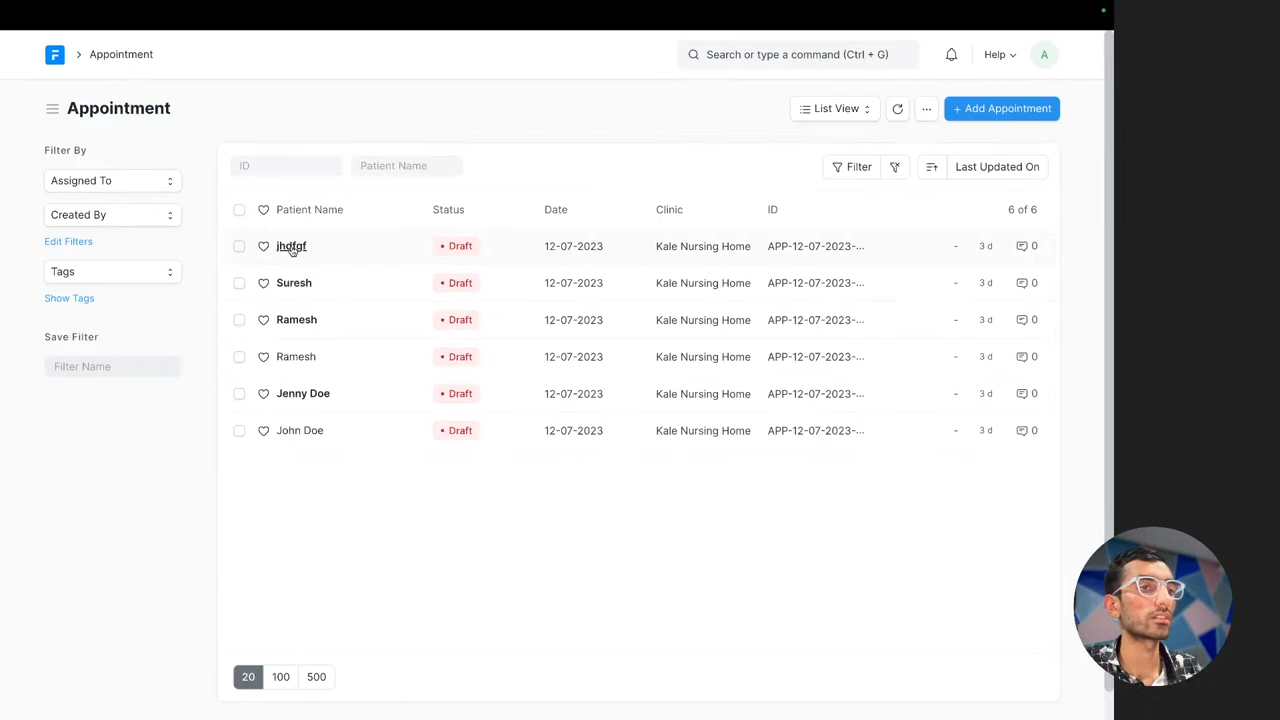 F > Appointment Search or type a command (Ctrl + G) Help A
Appointment List View ... + Add Appointment
Filter By
Assigned To
Created By
Edit Filters
Tags
Show Tags
Save Filter
Filter Name
ID Patient Name Filter Last Updated On
Patient Name Status Date Clinic ID 6 of 6
jhdfgf • Draft 12-07-2023 Kale Nursing Home APP-12-07-2023-... - 3 d 0
Suresh • Draft 12-07-2023 Kale Nursing Home APP-12-07-2023-... - 3 d 0
Ramesh • Draft 12-07-2023 Kale Nursing Home APP-12-07-2023-... - 3 d 0
Ramesh • Draft 12-07-2023 Kale Nursing Home APP-12-07-2023-... - 3 d 0
Jenny Doe • Draft 12-07-2023 Kale Nursing Home APP-12-07-2023-... - 3 d 0
John Doe • Draft 12-07-2023 Kale Nursing Home APP-12-07-2023-... - 3 d 0
20 100 500